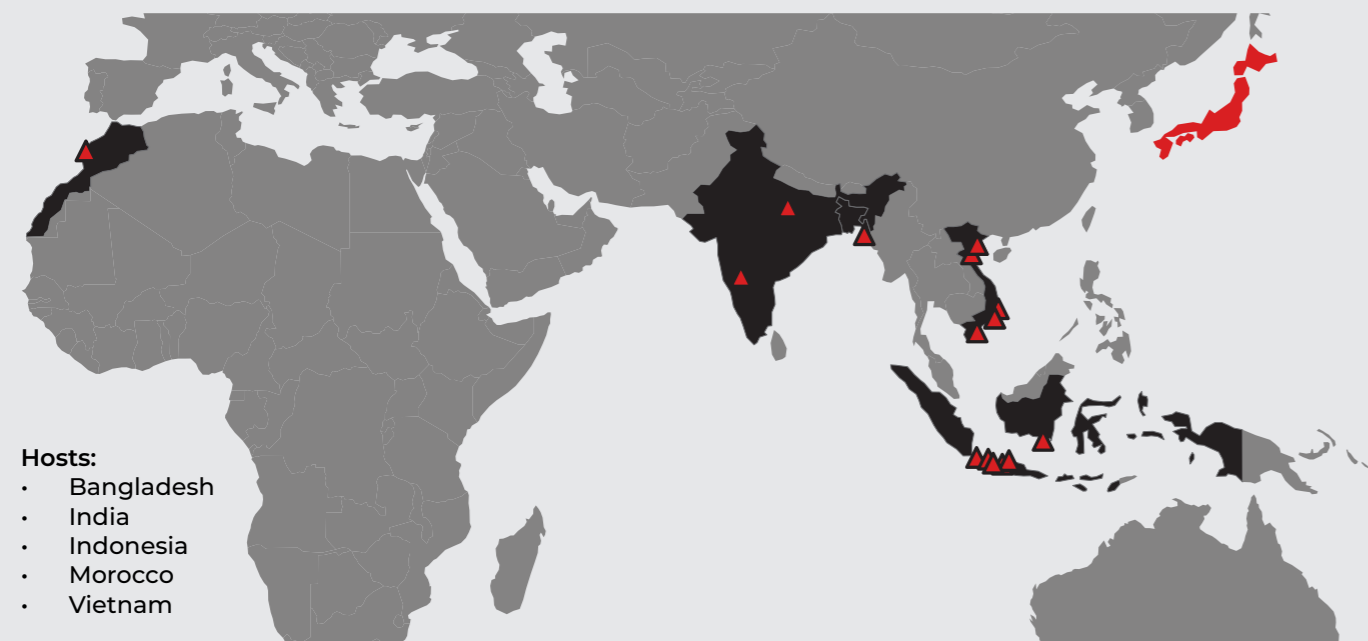 Hosts:
• Bangladesh
• India
• Indonesia
• Morocco
• Vietnam